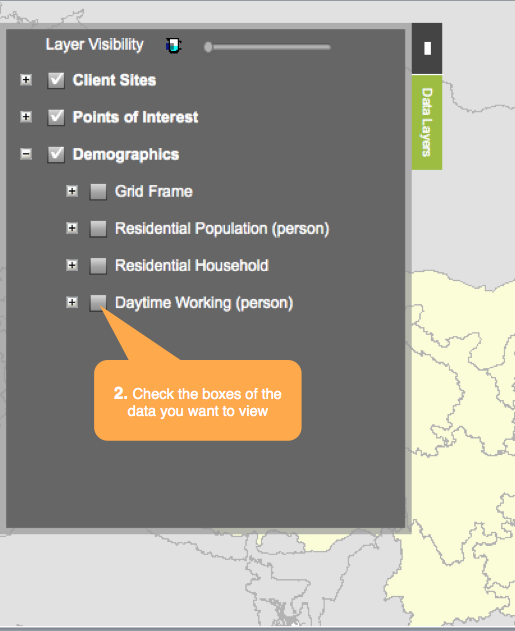 Layer Visibility
Client Sites
Points of Interest
Demographics
Grid Frame
Residential Population (person)
Residential Household
Daytime Working (person)
2. Check the boxes of the
data you want to view
Data Layers